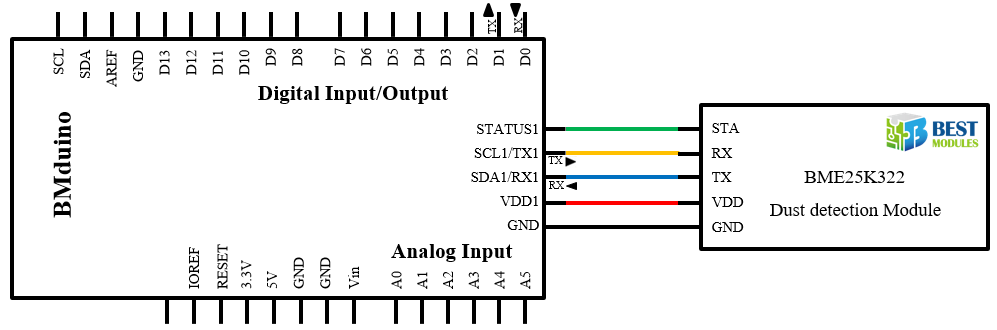 TX RX
SCL SDA AREF GND D13 D12 D11 D10 D9 D8 D7 D6 D5 D4 D3 D2 D1 D0
Digital Input/Output
BMduino
STATUS1
SCL1/TX1
TX
SDA1/RX1
RX
VDD1
GND
Analog Input
IOREF RESET 3.3V 5V GND GND Vin A0 A1 A2 A3 A4 A5
STA
RX
TX
VDD
GND
BEST
MODULES
BME25K322
Dust detection Module